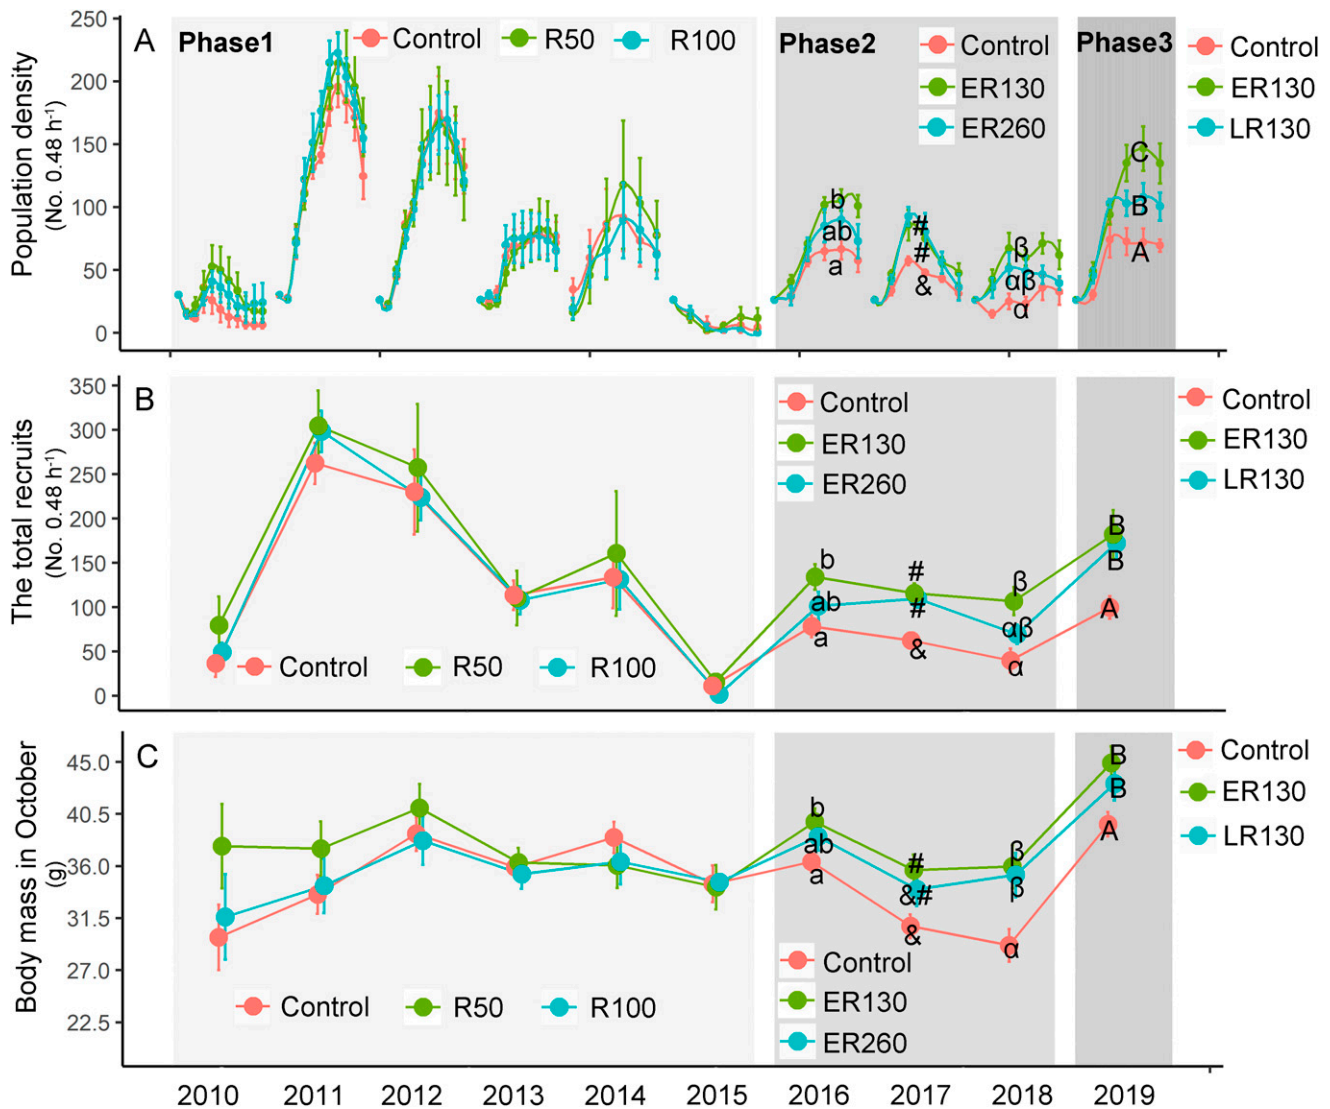 A Phase1 Control R50 R100
Phase2 Control
ER130
ER260
Phase3 Control
ER130
LR130
Population density
(No. 0.48 h⁻¹)
250
200
150
100
50
0
b
ab
a
#
#
&
β
αβ
α
C
B
A
B
The total recruits
(No. 0.48 h⁻¹)
350
300
250
200
150
100
50
0
Control R50 R100
Control
ER130
ER260
Control
ER130
LR130
b
ab
a
#
#
&
β
αβ
α
B
B
A
C
Body mass in October
(g)
45.0
40.5
36.0
31.5
27.0
22.5
Control R50 R100
Control
ER130
ER260
Control
ER130
LR130
b
ab
a
#
&#
&
β
β
α
B
B
A
2010 2011 2012 2013 2014 2015 2016 2017 2018 2019